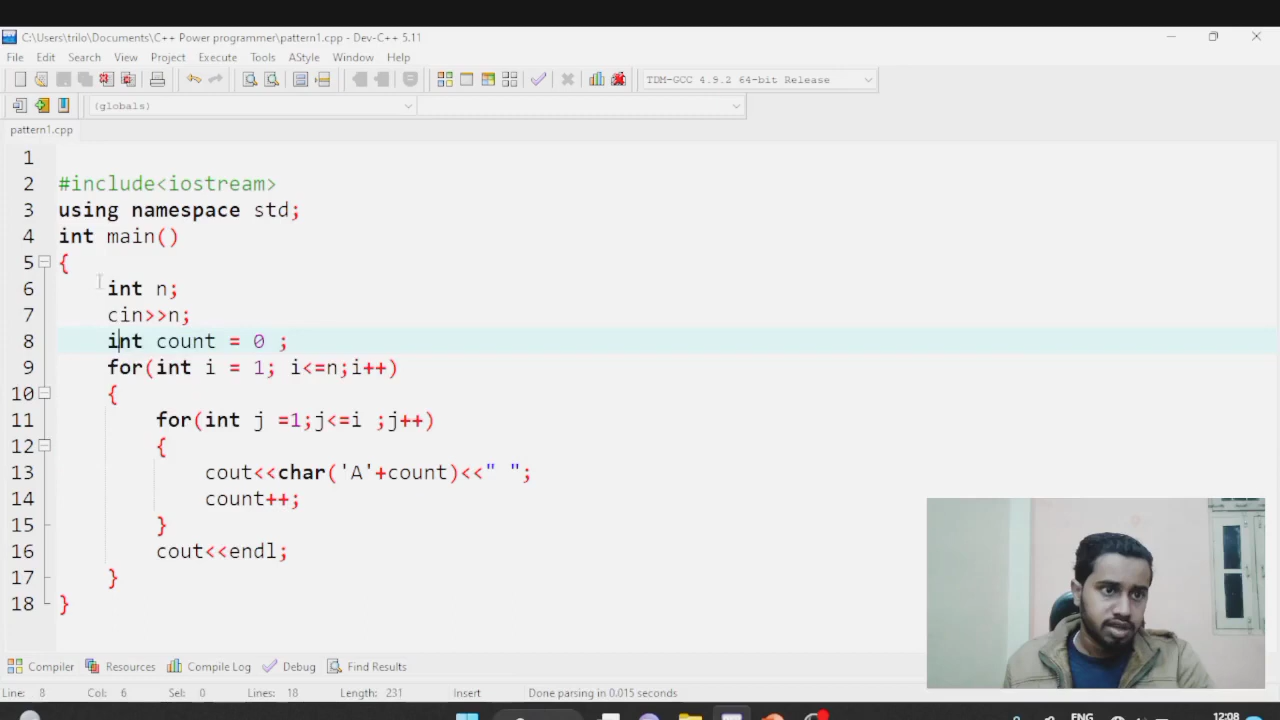 C:\Users\trilo\Documents\C++ Power programmer\pattern1.cpp - Dev-C++ 5.11
File Edit Search View Project Execute Tools AStyle Window Help
TDM-GCC 4.9.2 64-bit Release
(globals)
pattern1.cpp
1
2 #include<iostream>
3 using namespace std;
4 int main()
5 {
6 int n;
7 cin>>n;
8 int count = 0 ;
9 for(int i = 1; i<=n;i++)
10 {
11 for(int j =1;j<=i ;j++)
12 {
13 cout<<char('A'+count)<<" ";
14 count++;
15 }
16 cout<<endl;
17 }
18 }
Compiler Resources Compile Log Debug Find Results
Line: 8 Col: 6 Sel: 0 Lines: 18 Length: 231 Insert Done parsing in 0.015 seconds
ENG 12:08